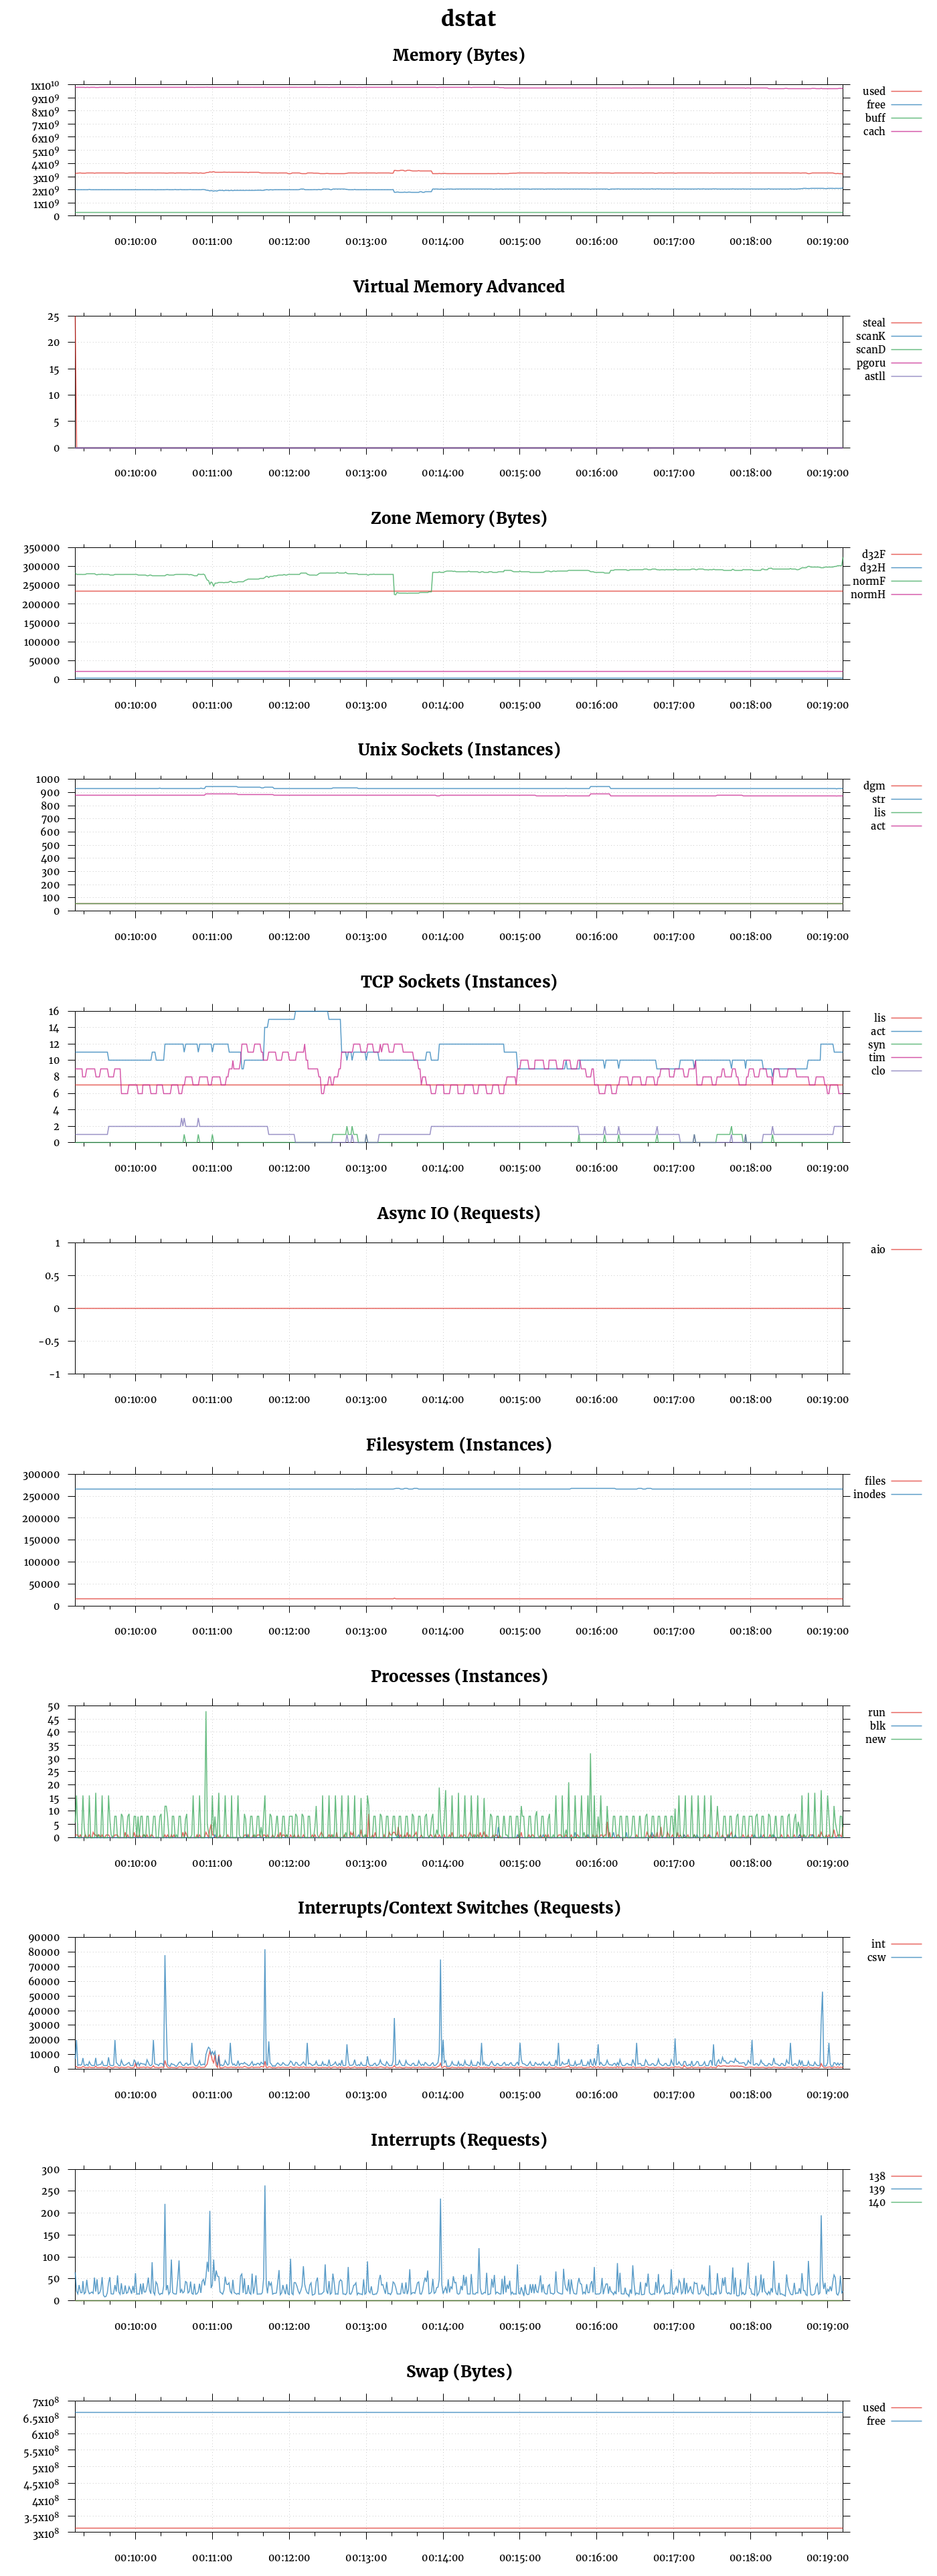 dstat
Memory (Bytes)
1x10¹⁰
9x10⁹
8x10⁹
7x10⁹
6x10⁹
5x10⁹
4x10⁹
3x10⁹
2x10⁹
1x10⁹
0
used
free
buff
cach
00:10:00 00:11:00 00:12:00 00:13:00 00:14:00 00:15:00 00:16:00 00:17:00 00:18:00 00:19:00
Virtual Memory Advanced
25
20
15
10
5
0
steal
scanK
scanD
pgoru
astll
00:10:00 00:11:00 00:12:00 00:13:00 00:14:00 00:15:00 00:16:00 00:17:00 00:18:00 00:19:00
Zone Memory (Bytes)
350000
300000
250000
200000
150000
100000
50000
0
d32F
d32H
normF
normH
00:10:00 00:11:00 00:12:00 00:13:00 00:14:00 00:15:00 00:16:00 00:17:00 00:18:00 00:19:00
Unix Sockets (Instances)
1000
900
800
700
600
500
400
300
200
100
0
dgm
str
lis
act
00:10:00 00:11:00 00:12:00 00:13:00 00:14:00 00:15:00 00:16:00 00:17:00 00:18:00 00:19:00
TCP Sockets (Instances)
16
14
12
10
8
6
4
2
0
lis
act
syn
tim
clo
00:10:00 00:11:00 00:12:00 00:13:00 00:14:00 00:15:00 00:16:00 00:17:00 00:18:00 00:19:00
Async IO (Requests)
1
0.5
0
-0.5
-1
aio
00:10:00 00:11:00 00:12:00 00:13:00 00:14:00 00:15:00 00:16:00 00:17:00 00:18:00 00:19:00
Filesystem (Instances)
300000
250000
200000
150000
100000
50000
0
files
inodes
00:10:00 00:11:00 00:12:00 00:13:00 00:14:00 00:15:00 00:16:00 00:17:00 00:18:00 00:19:00
Processes (Instances)
50
45
40
35
30
25
20
15
10
5
0
run
blk
new
00:10:00 00:11:00 00:12:00 00:13:00 00:14:00 00:15:00 00:16:00 00:17:00 00:18:00 00:19:00
Interrupts/Context Switches (Requests)
90000
80000
70000
60000
50000
40000
30000
20000
10000
0
int
csw
00:10:00 00:11:00 00:12:00 00:13:00 00:14:00 00:15:00 00:16:00 00:17:00 00:18:00 00:19:00
Interrupts (Requests)
300
250
200
150
100
50
0
138
139
140
00:10:00 00:11:00 00:12:00 00:13:00 00:14:00 00:15:00 00:16:00 00:17:00 00:18:00 00:19:00
Swap (Bytes)
7x10⁸
6.5x10⁸
6x10⁸
5.5x10⁸
5x10⁸
4.5x10⁸
4x10⁸
3.5x10⁸
3x10⁸
used
free
00:10:00 00:11:00 00:12:00 00:13:00 00:14:00 00:15:00 00:16:00 00:17:00 00:18:00 00:19:00